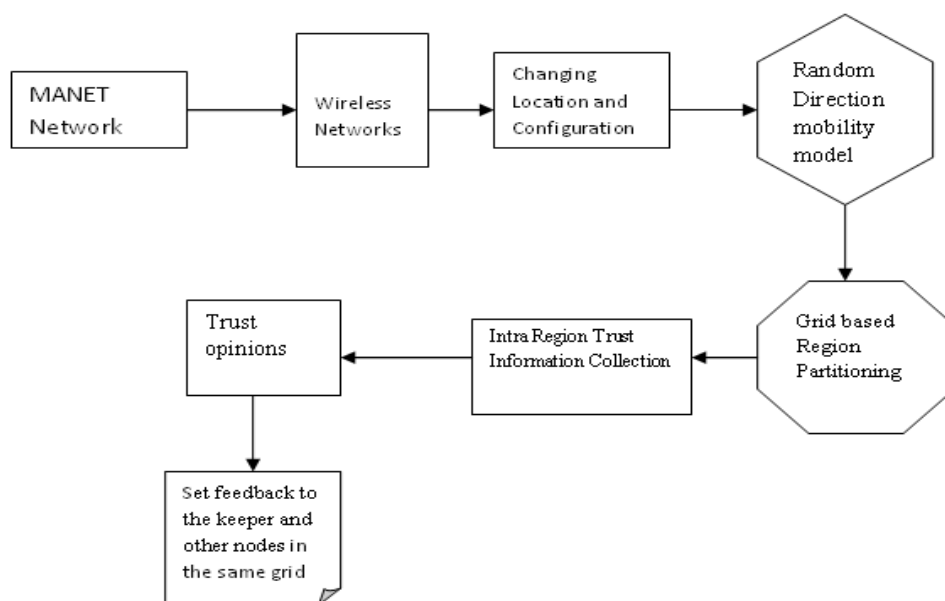 MANET
Network
Wireless
Networks
Changing
Location and
Configuration
Random
Direction
mobility
model
Grid based
Region
Partitioning
Intra Region Trust
Information Collection
Trust
opinions
Set feedback to
the keeper and
other nodes in
the same grid